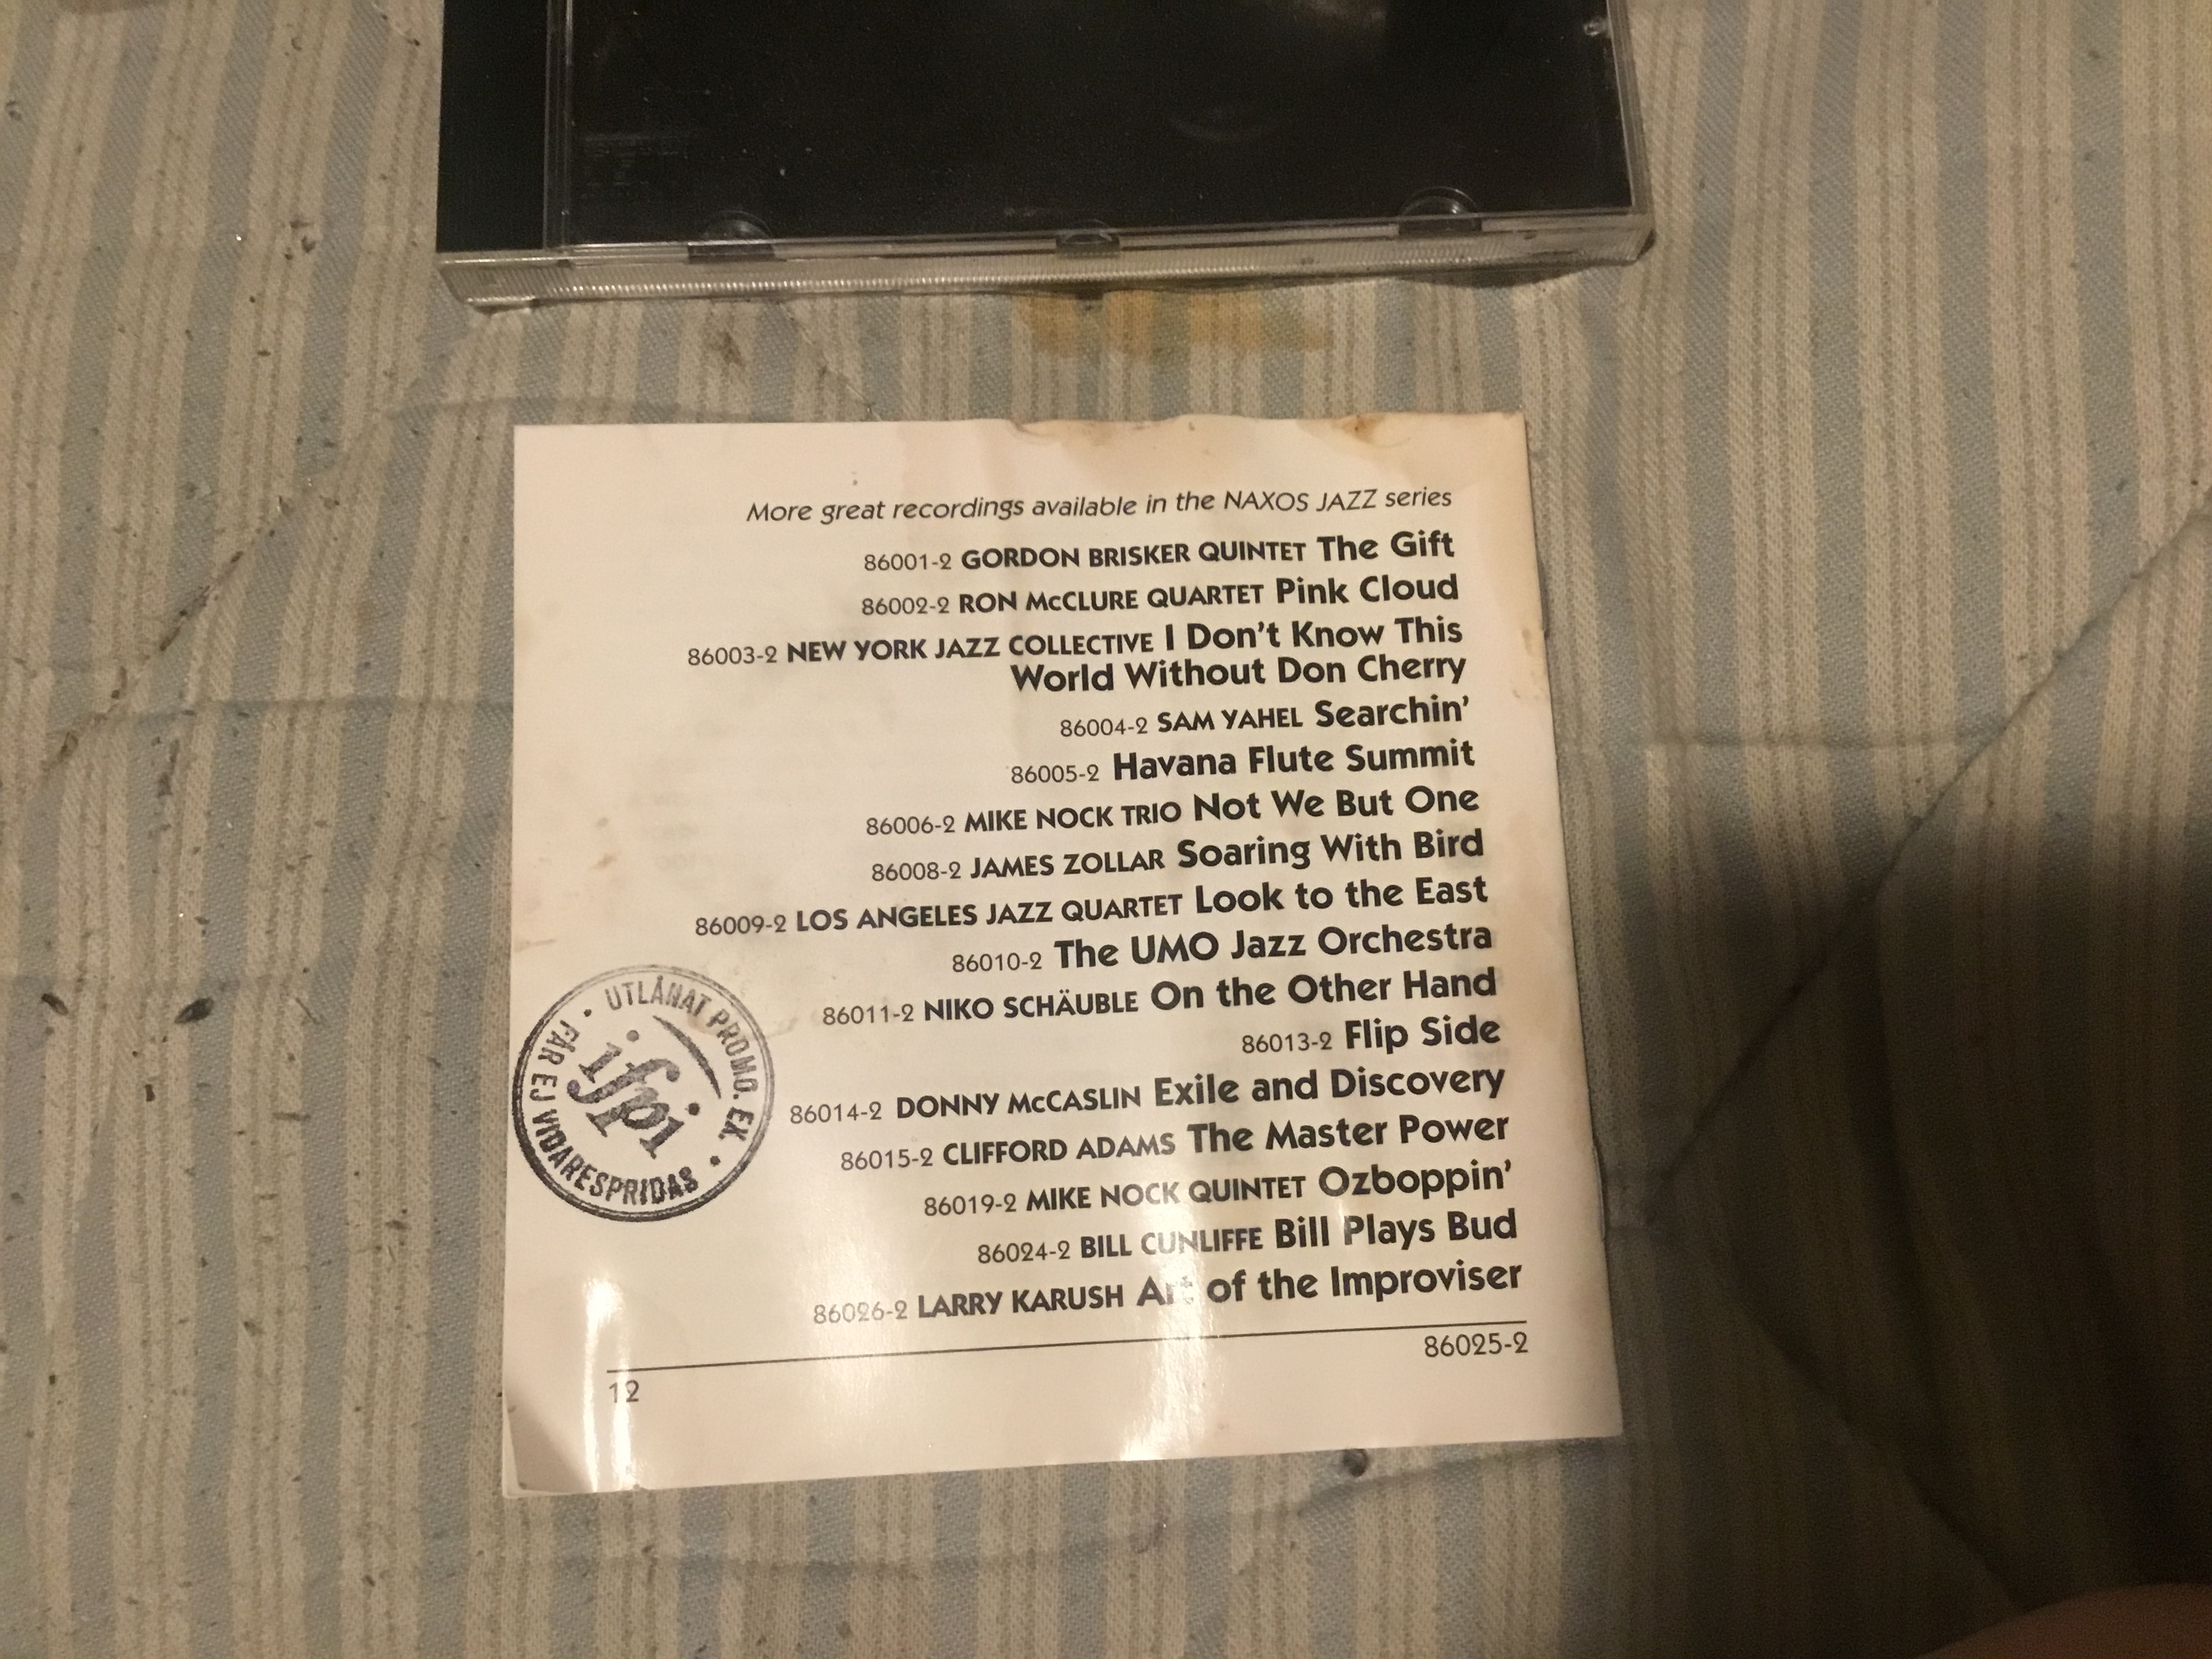 More great recordings available in the NAXOS JAZZ series
86001-2 GORDON BRISKER QUINTET The Gift
86002-2 RON McCLURE QUARTET Pink Cloud
86003-2 NEW YORK JAZZ COLLECTIVE I Don't Know This
World Without Don Cherry
86004-2 SAM YAHEL Searchin'
86005-2 Havana Flute Summit
86006-2 MIKE NOCK TRIO Not We But One
86008-2 JAMES ZOLLAR Soaring With Bird
86009-2 LOS ANGELES JAZZ QUARTET Look to the East
86010-2 The UMO Jazz Orchestra
86011-2 NIKO SCHÄUBLE On the Other Hand
86013-2 Flip Side
86014-2 DONNY McCASLIN Exile and Discovery
86015-2 CLIFFORD ADAMS The Master Power
86019-2 MIKE NOCK QUINTET Ozboppin'
86024-2 BILL CUNLIFFE Bill Plays Bud
86026-2 LARRY KARUSH Art of the Improviser
86025-2
12
UTLÅNAT PROMO. EX. •
FÅR EJ VIDARESPRIDAS •
ifpi